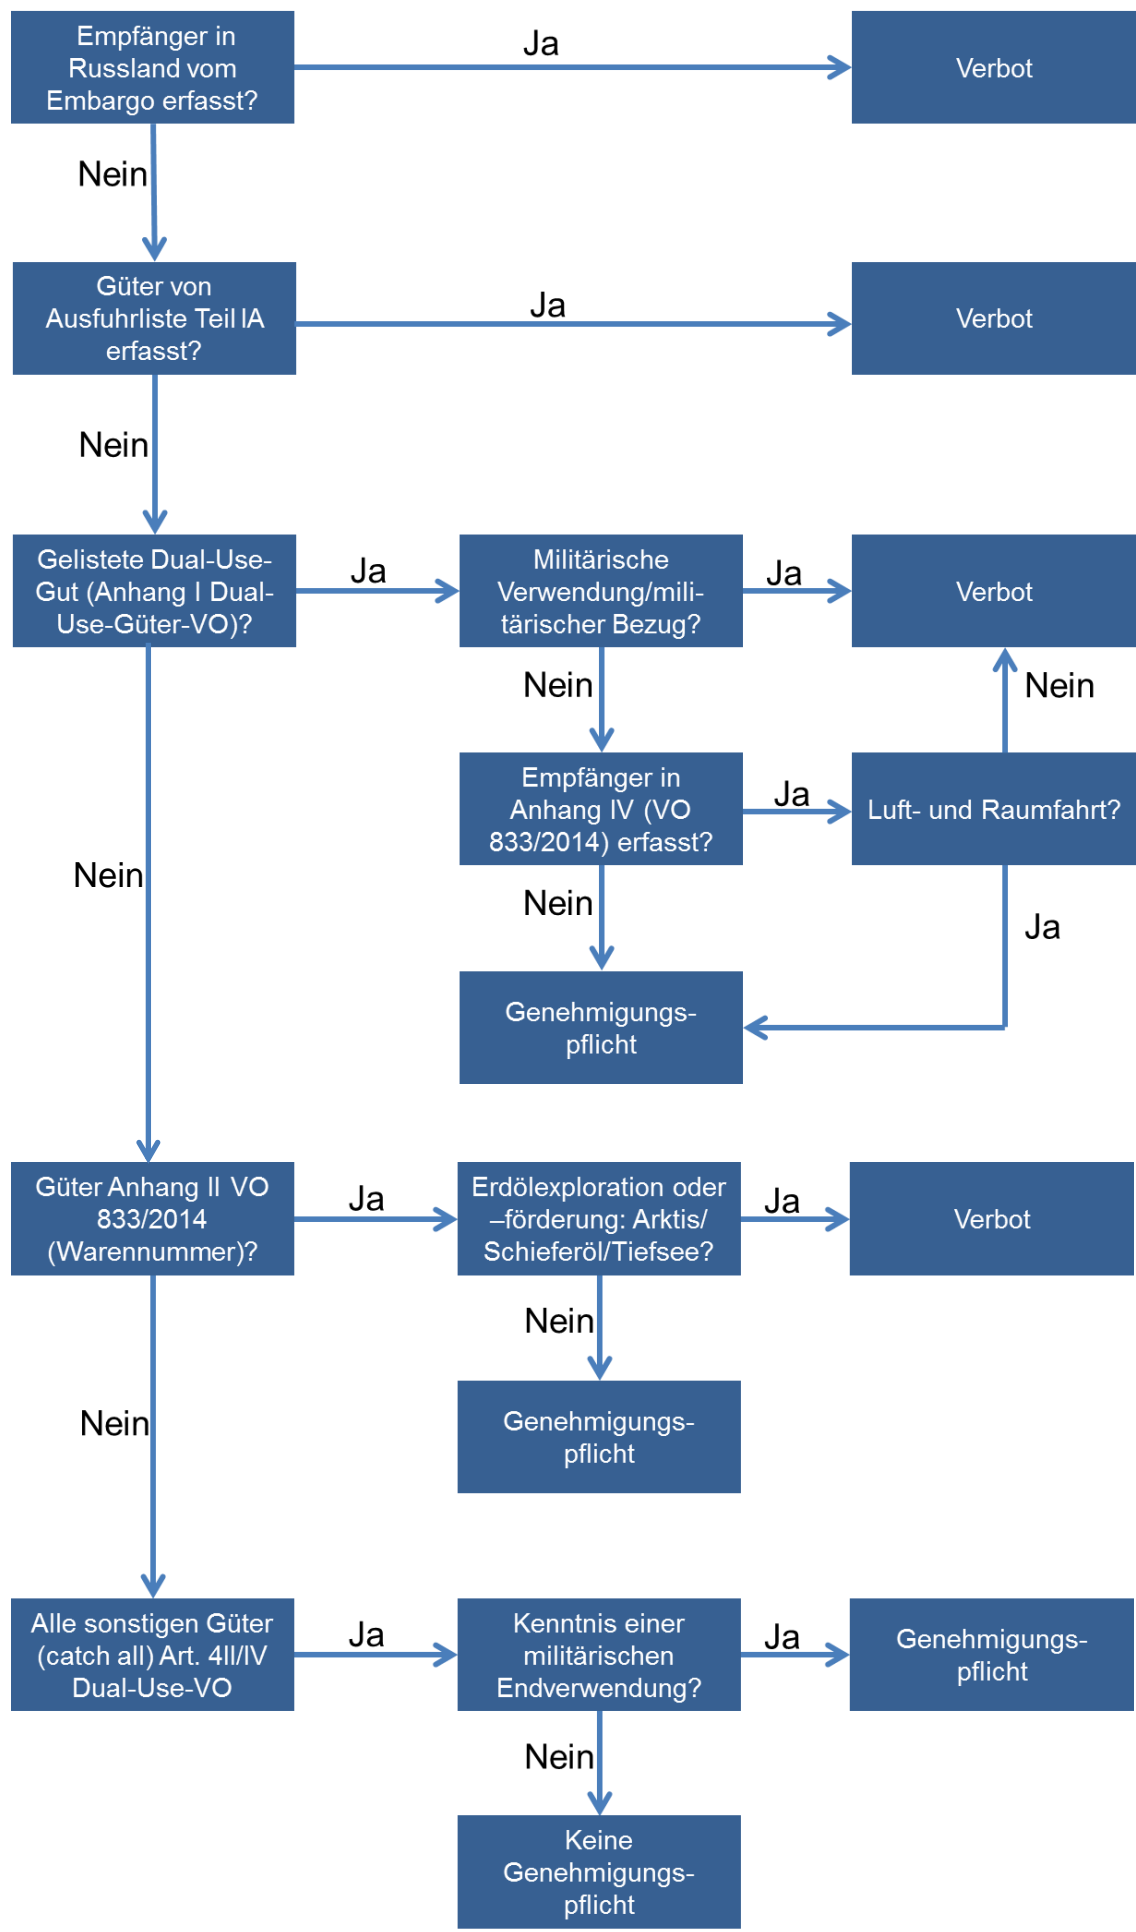 Empfänger in
Russland vom
Embargo erfasst?
Ja
Verbot
Nein
Güter von
Ausfuhrliste Teil IA
erfasst?
Ja
Verbot
Nein
Gelistete Dual-Use-
Gut (Anhang I Dual-
Use-Güter-VO)?
Ja
Militärische
Verwendung/mili-
tärischer Bezug?
Ja
Verbot
Nein
Nein
Empfänger in
Anhang IV (VO
833/2014) erfasst?
Ja
Luft- und Raumfahrt?
Nein
Nein
Ja
Genehmigungs-
pflicht
Güter Anhang II VO
833/2014
(Warennummer)?
Ja
Erdölexploration oder
–förderung: Arktis/
Schieferöl/Tiefsee?
Ja
Verbot
Nein
Genehmigungs-
pflicht
Nein
Alle sonstigen Güter
(catch all) Art. 4II/IV
Dual-Use-VO
Ja
Kenntnis einer
militärischen
Endverwendung?
Ja
Genehmigungs-
pflicht
Nein
Keine
Genehmigungs-
pflicht